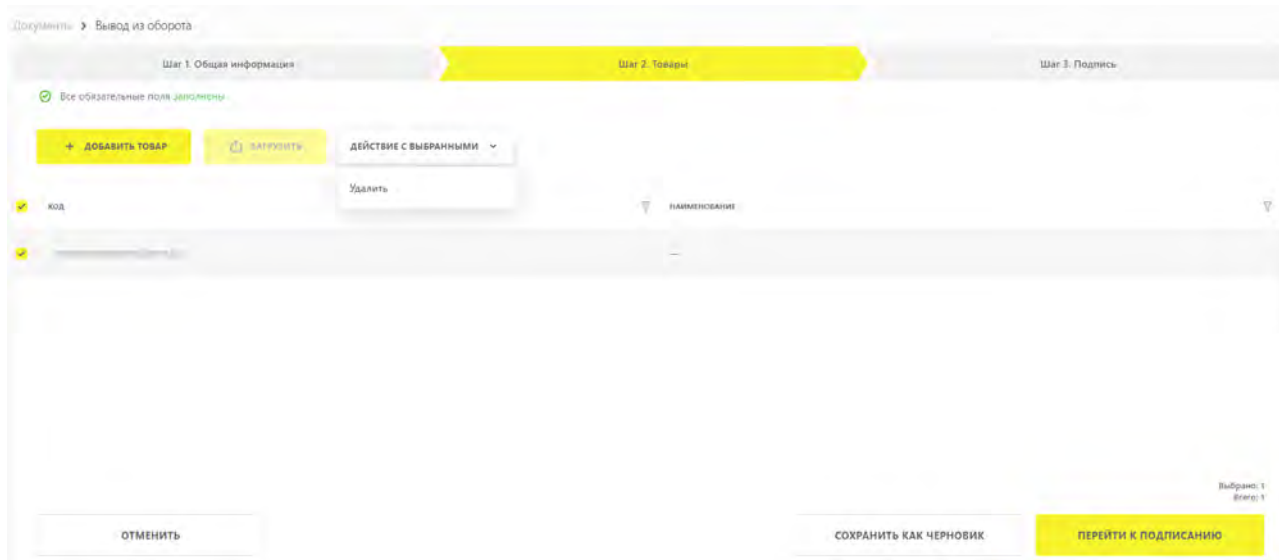 Документы > Вывод из оборота
Шаг 1. Общая информация
Шаг 2. Товары
Шаг 3. Подпись
Все обязательные поля заполнены
+ ДОБАВИТЬ ТОВАР
ЗАГРУЗИТЬ
ДЕЙСТВИЕ С ВЫБРАННЫМИ
Удалить
КОД
НАИМЕНОВАНИЕ
—
Выбрано: 1
Всего: 1
ОТМЕНИТЬ
СОХРАНИТЬ КАК ЧЕРНОВИК
ПЕРЕЙТИ К ПОДПИСАНИЮ